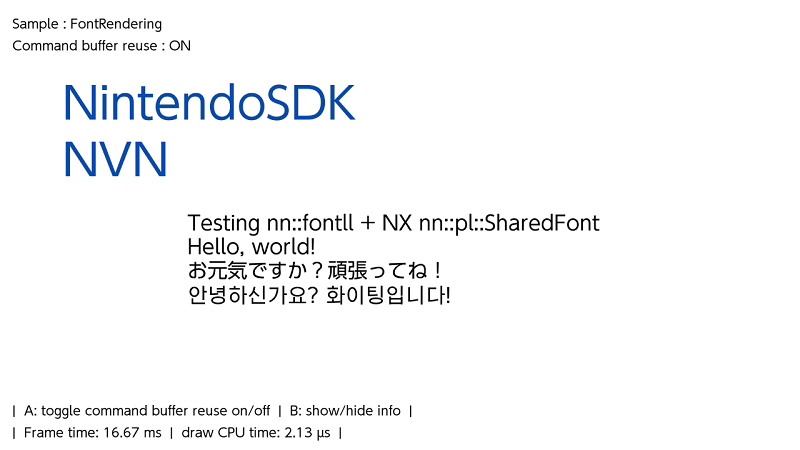 Sample : FontRendering
Command buffer reuse : ON
NintendoSDK
NVN
Testing nn::fontll + NX nn::pl::SharedFont
Hello, world!
お元気ですか？頑張ってね！
안녕하신가요? 화이팅입니다!
| A: toggle command buffer reuse on/off | B: show/hide info |
| Frame time: 16.67 ms | draw CPU time: 2.13 µs |